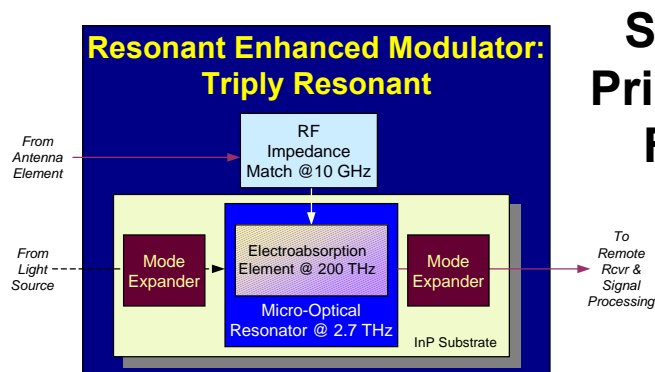 Resonant Enhanced Modulator:
Triply Resonant
RF
Impedance
Match @10 GHz
From
Antenna
Element
From
Light
Source
Mode
Expander
Electroabsorption
Element @ 200 THz
Micro-Optical
Resonator @ 2.7 THz
Mode
Expander
InP Substrate
To
Remote
Rcvr &
Signal
Processing